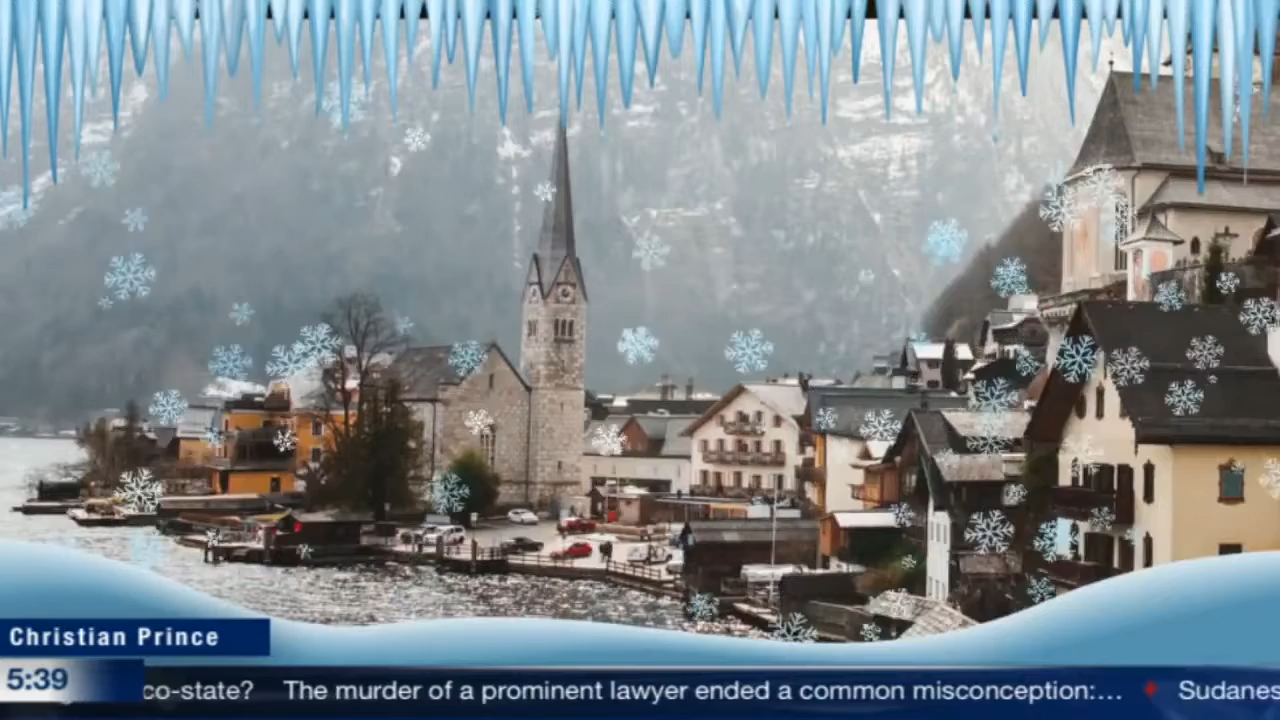 Christian Prince
5:39
co-state? The murder of a prominent lawyer ended a common misconception:... Sudanes